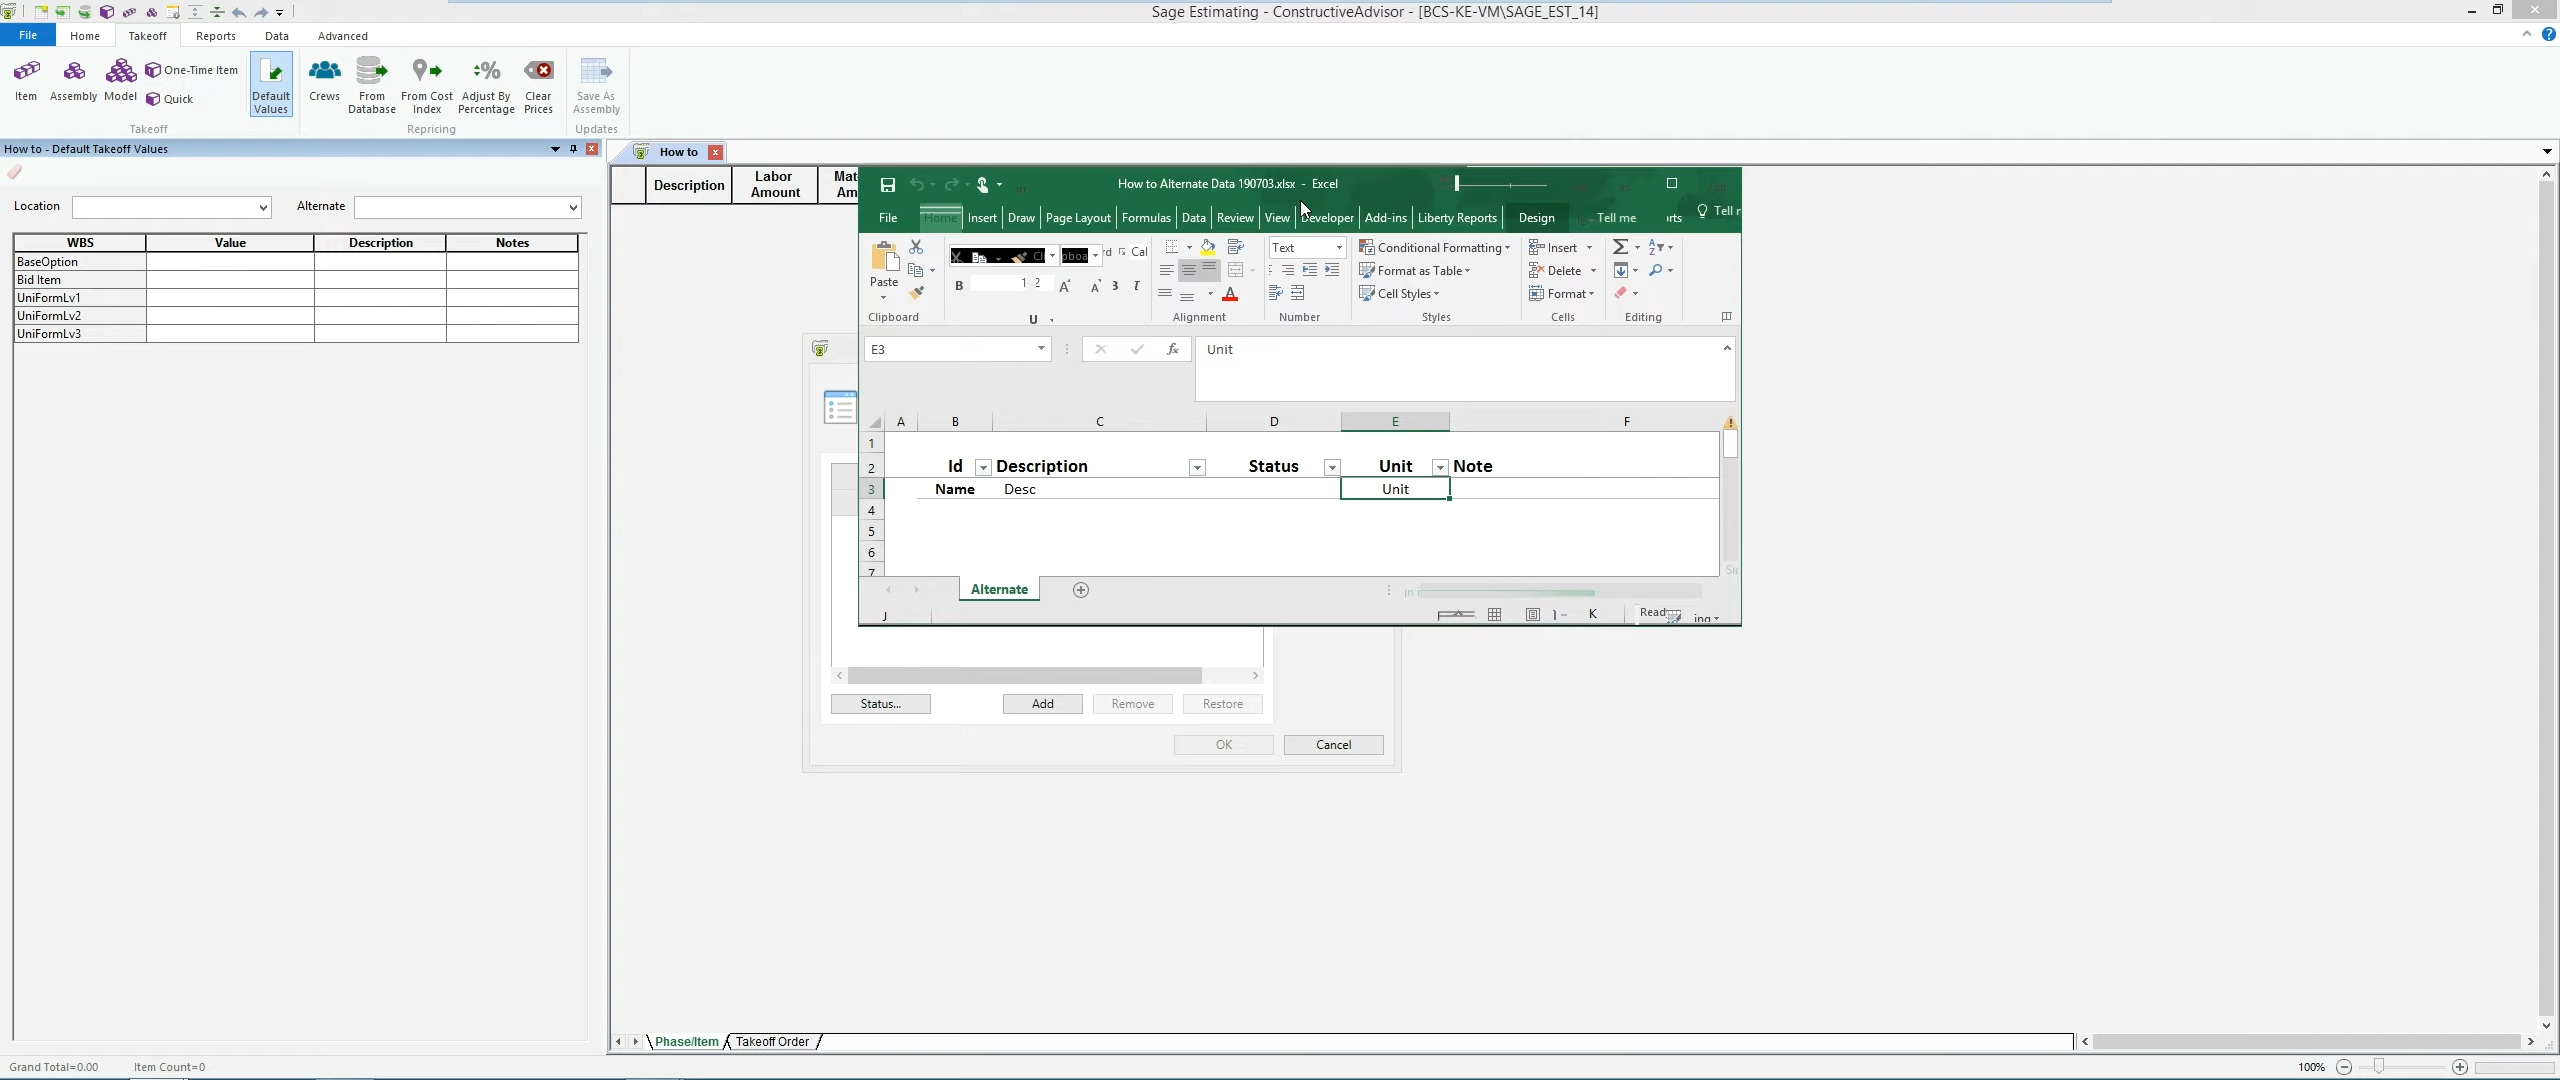 Sage Estimating - ConstructiveAdvisor - [BCS-KE-VM\SAGE_EST_14]
File Home Takeoff Reports Data Advanced
Item Assembly Model One-Time Item Quick Default Values Crews From Database From Cost Index Adjust By Percentage Clear Prices Save As Assembly
Takeoff Repricing Updates
How to - Default Takeoff Values
Location Alternate
WBS Value Description Notes
BaseOption
Bid Item
UniFormLv1
UniFormLv2
UniFormLv3
How to
Description Labor Amount
How to Alternate Data 190703.xlsx - Excel
File Home Insert Draw Page Layout Formulas Data Review View Developer Add-ins Liberty Reports Design Tell me
Paste Text Conditional Formatting Insert
Format as Table Delete
Cell Styles Format
Clipboard Alignment Number Styles Cells Editing
E3 fx Unit
A B C D E F
1
2 Id Description Status Unit Note
3 Name Desc Unit
4
5
6
7
Alternate
Status... Add Remove Restore
OK Cancel
Phase/Item Takeoff Order
Grand Total=0.00 Item Count=0 100%